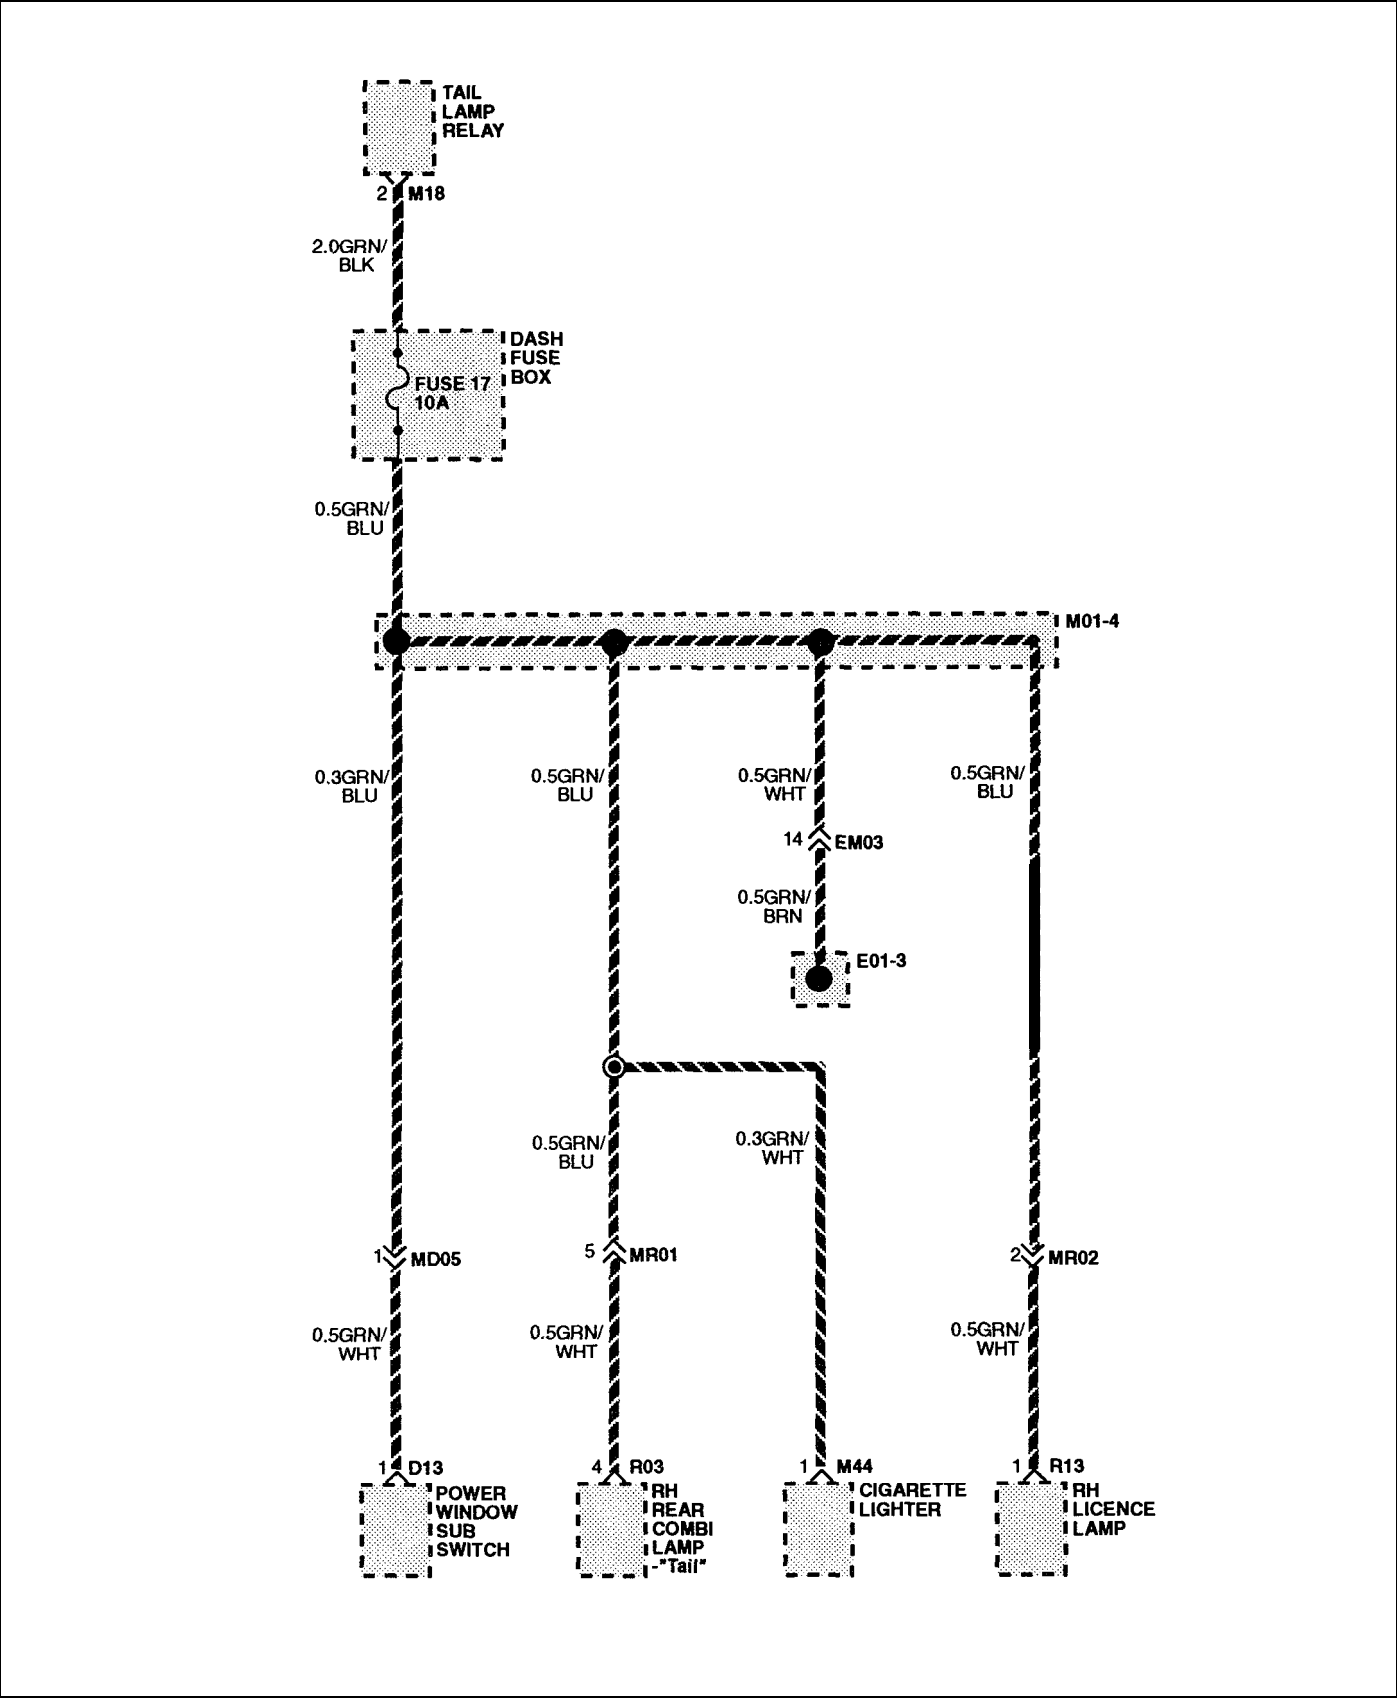 TAIL
LAMP
RELAY
2 M18
2.0GRN/
BLK
DASH
FUSE
BOX
FUSE 17
10A
0.5GRN/
BLU
M01-4
0.3GRN/
BLU
0.5GRN/
BLU
0.5GRN/
WHT
0.5GRN/
BLU
14 EM03
0.5GRN/
BRN
E01-3
0.5GRN/
BLU
0.3GRN/
WHT
1 MD05
5 MR01
2 MR02
0.5GRN/
WHT
0.5GRN/
WHT
0.5GRN/
WHT
1 D13
POWER
WINDOW
SUB
SWITCH
4 R03
RH
REAR
COMBI
LAMP
-"Tail"
1 M44
CIGARETTE
LIGHTER
1 R13
RH
LICENCE
LAMP